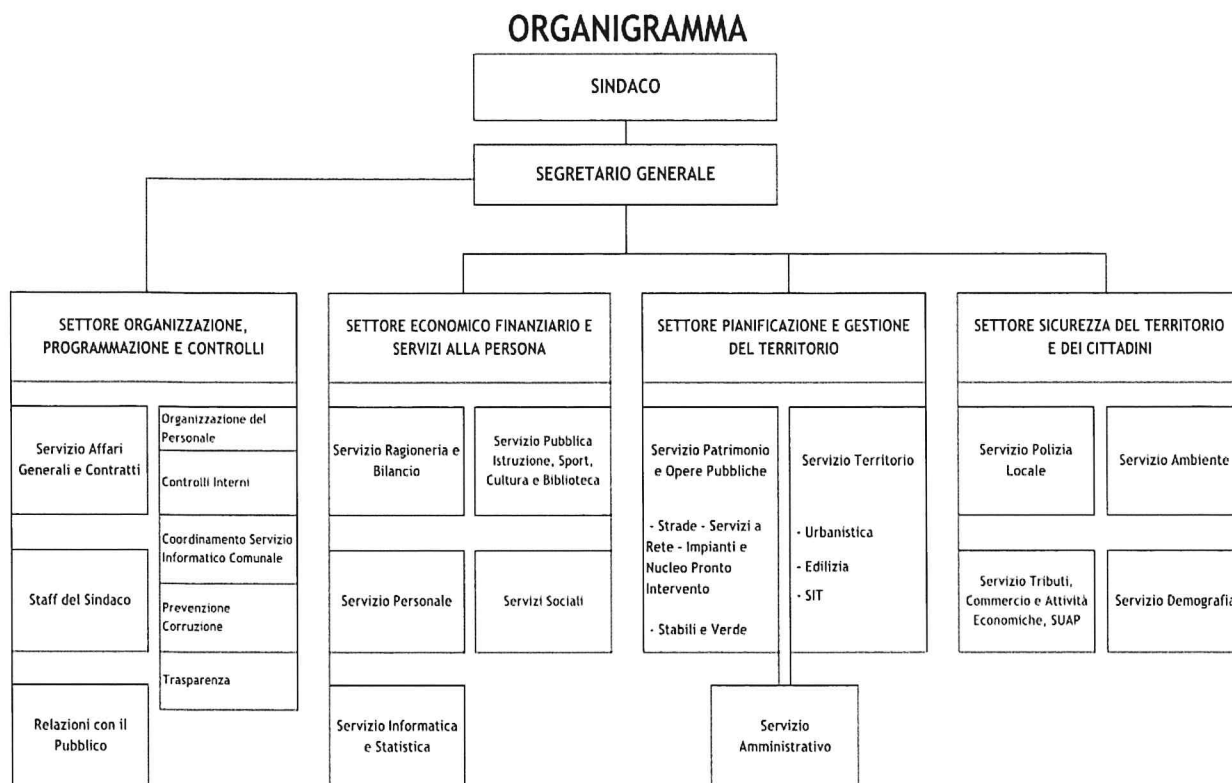 ORGANIGRAMMA
SINDACO
SEGRETARIO GENERALE
SETTORE ORGANIZZAZIONE,
PROGRAMMAZIONE E CONTROLLI
Servizio Affari
Generali e Contratti
Staff del Sindaco
Relazioni con il
Pubblico
Organizzazione del
Personale
Controlli Interni
Coordinamento Servizio
Informatico Comunale
Prevenzione
Corruzione
Trasparenza
SETTORE ECONOMICO FINANZIARIO E
SERVIZI ALLA PERSONA
Servizio Ragioneria e
Bilancio
Servizio Pubblica
Istruzione, Sport,
Cultura e Biblioteca
Servizio Personale
Servizi Sociali
Servizio Informatica
e Statistica
SETTORE PIANIFICAZIONE E GESTIONE
DEL TERRITORIO
Servizio Patrimonio
e Opere Pubbliche
- Strade - Servizi a
Rete - Impianti e
Nucleo Pronto
Intervento
- Stabili e Verde
Servizio Territorio
- Urbanistica
- Edilizia
- SIT
Servizio
Amministrativo
SETTORE SICUREZZA DEL TERRITORIO
E DEI CITTADINI
Servizio Polizia
Locale
Servizio Ambiente
Servizio Tributi,
Commercio e Attività
Economiche, SUAP
Servizio Demografia